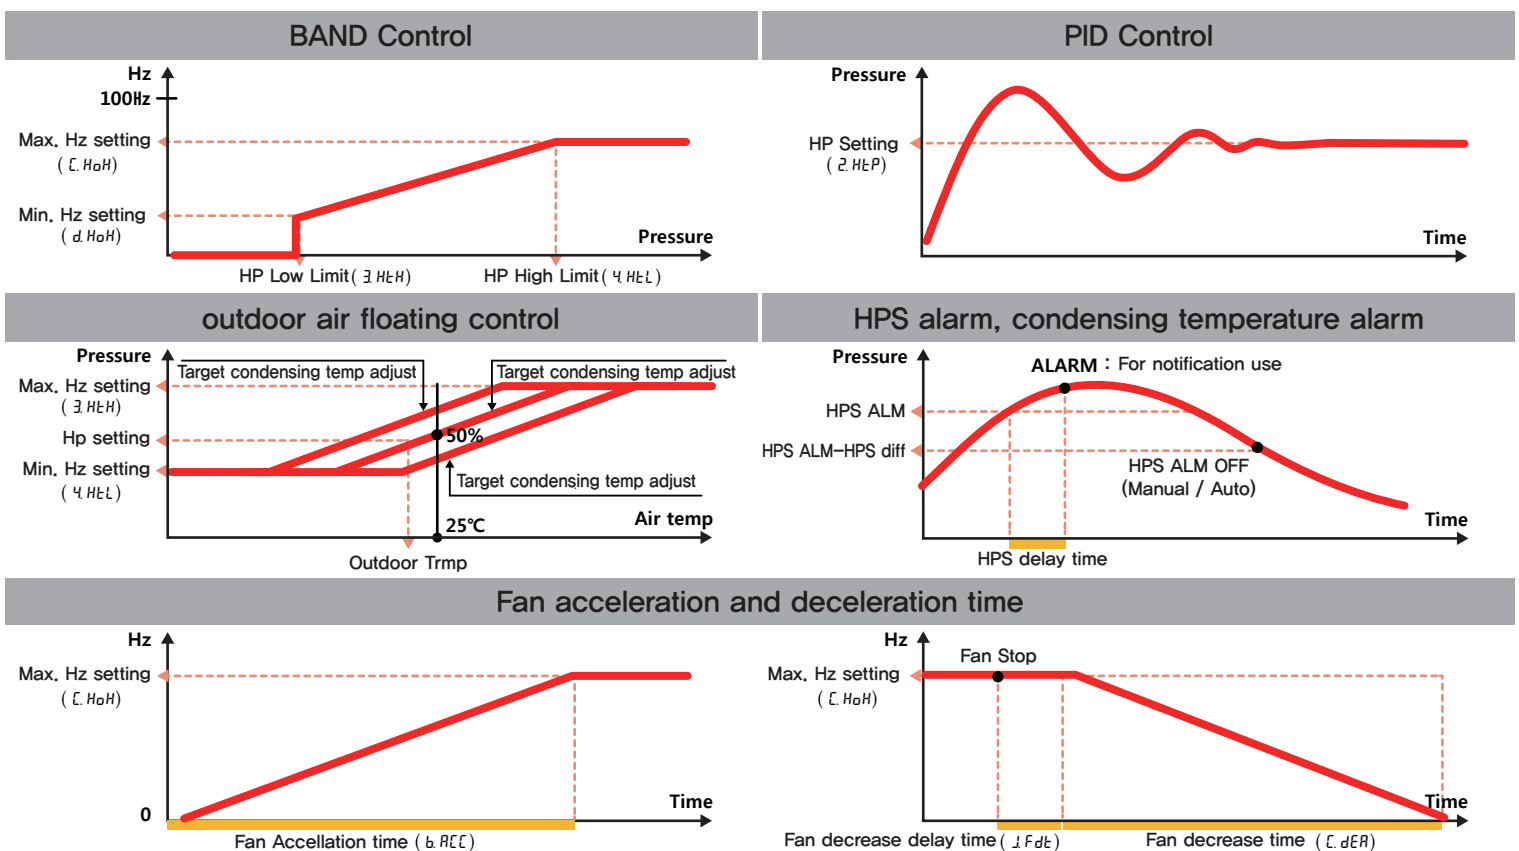 BAND Control
Hz
100Hz
Max. Hz setting
( C. HoH)
Min. Hz setting
( d. HoH)
Pressure
HP Low Limit( 3. HtH)
HP High Limit( 4. HtL)
PID Control
Pressure
HP Setting
( 2. HtP)
Time
outdoor air floating control
Pressure
Target condensing temp adjust
Target condensing temp adjust
Max. Hz setting
( 3. HtH)
Hp setting
50%
Min. Hz setting
( 4. HtL)
Target condensing temp adjust
25℃
Air temp
Outdoor Trmp
HPS alarm, condensing temperature alarm
Pressure
ALARM : For notification use
HPS ALM
HPS ALM-HPS diff
HPS ALM OFF
(Manual / Auto)
Time
HPS delay time
Fan acceleration and deceleration time
Hz
Max. Hz setting
( C. HoH)
0
Time
Fan Accellation time ( b. ACC)
Hz
Fan Stop
Max. Hz setting
( C. HoH)
Time
Fan decrease delay time( J. Fdt)
Fan decrease time ( C. dEA)